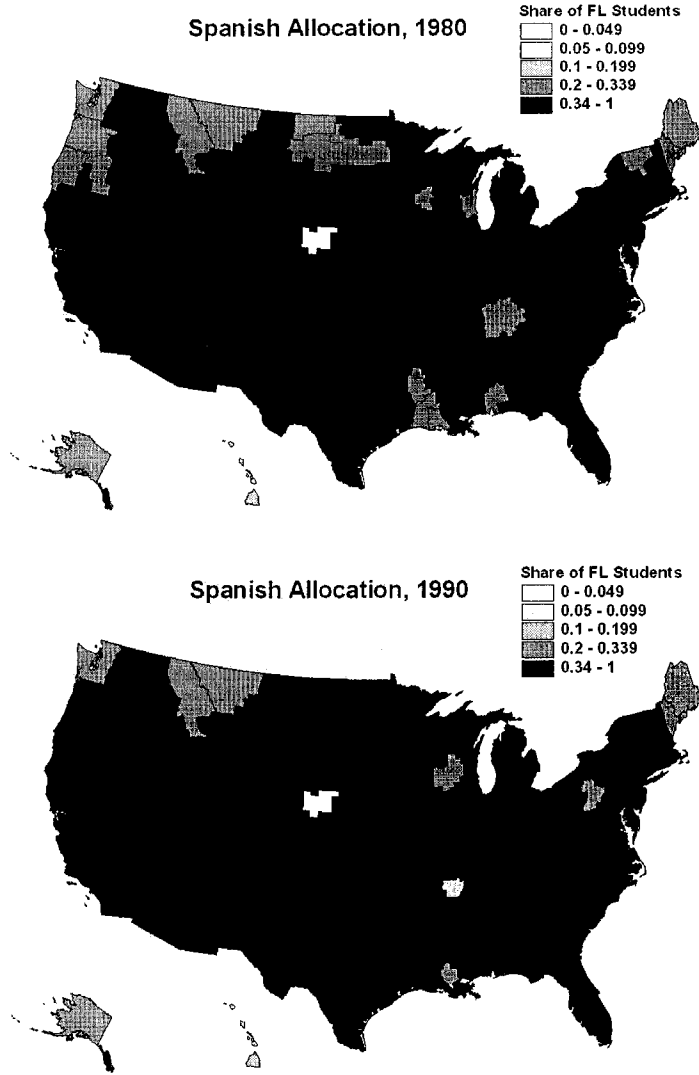 Spanish Allocation, 1980
Share of FL Students
0 - 0.049
0.05 - 0.099
0.1 - 0.199
0.2 - 0.339
0.34 - 1
Spanish Allocation, 1990
Share of FL Students
0 - 0.049
0.05 - 0.099
0.1 - 0.199
0.2 - 0.339
0.34 - 1